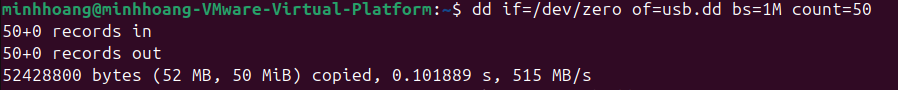 minhhoang@minhhoang-VMware-Virtual-Platform:~$ dd if=/dev/zero of=usb.dd bs=1M count=50
50+0 records in
50+0 records out
52428800 bytes (52 MB, 50 MiB) copied, 0.101889 s, 515 MB/s